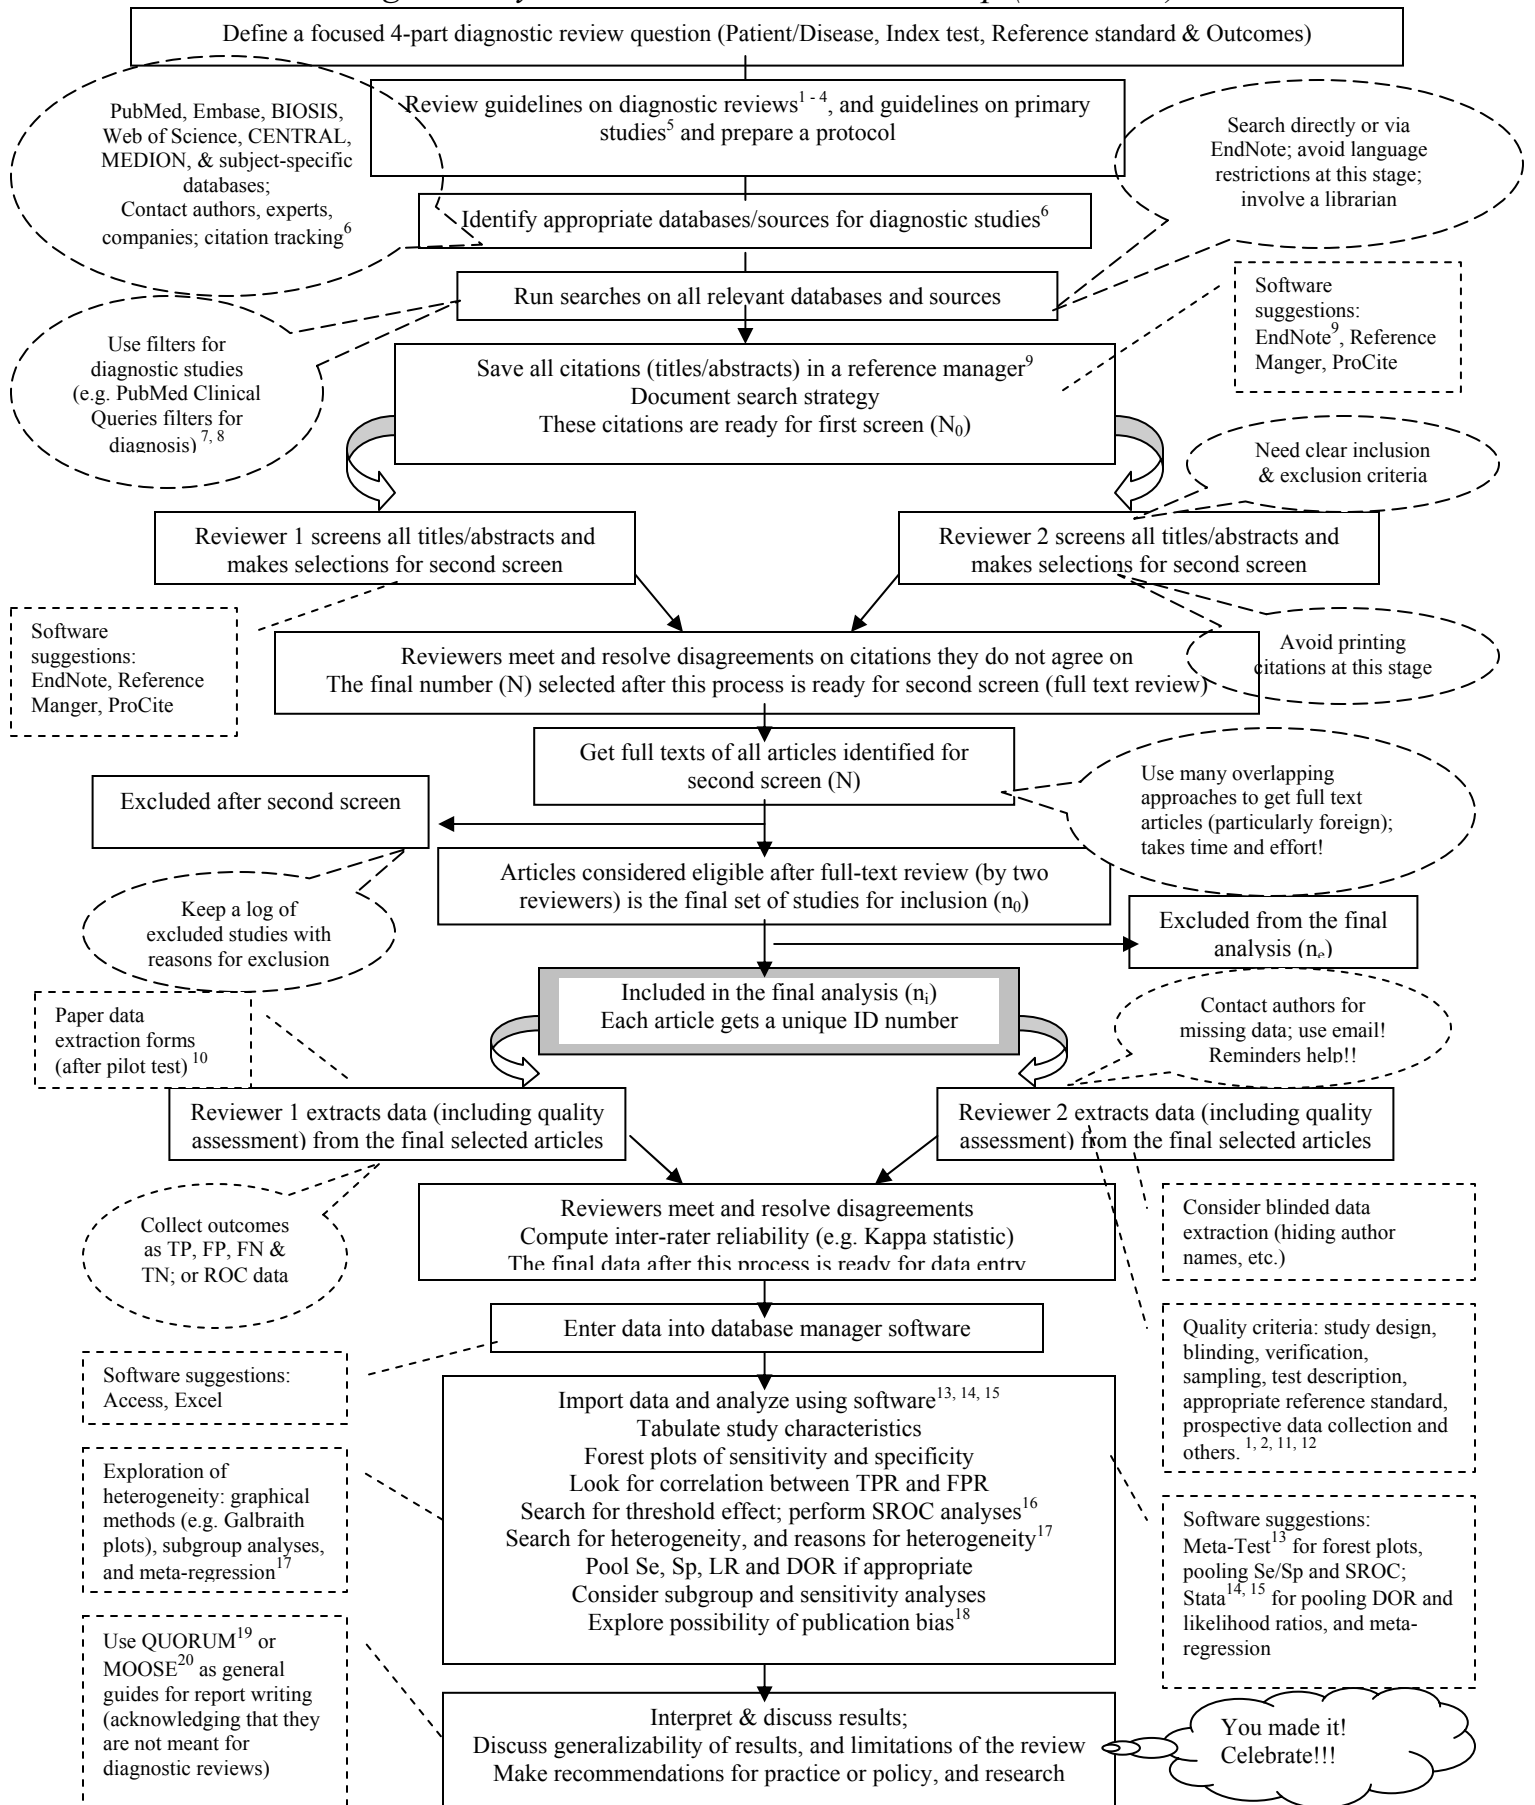 Define a focused 4-part diagnostic review question (Patient/Disease, Index test, Reference standard & Outcomes)
PubMed, Embase, BIOSIS,
Web of Science, CENTRAL,
MEDION, & subject-specific
databases;
Contact authors, experts,
companies; citation tracking6
Review guidelines on diagnostic reviews1 - 4, and guidelines on primary
studies5 and prepare a protocol
Search directly or via
EndNote; avoid language
restrictions at this stage;
involve a librarian
Identify appropriate databases/sources for diagnostic studies6
Run searches on all relevant databases and sources
Software
suggestions:
EndNote9, Reference
Manger, ProCite
Use filters for
diagnostic studies
(e.g. PubMed Clinical
Queries filters for
diagnosis) 7, 8
Save all citations (titles/abstracts) in a reference manager9
Document search strategy
These citations are ready for first screen (N0)
Need clear inclusion
& exclusion criteria
Reviewer 1 screens all titles/abstracts and
makes selections for second screen
Reviewer 2 screens all titles/abstracts and
makes selections for second screen
Software
suggestions:
EndNote, Reference
Manger, ProCite
Reviewers meet and resolve disagreements on citations they do not agree on
The final number (N) selected after this process is ready for second screen (full text review)
Avoid printing
citations at this stage
Get full texts of all articles identified for
second screen (N)
Use many overlapping
approaches to get full text
articles (particularly foreign);
takes time and effort!
Excluded after second screen
Articles considered eligible after full-text review (by two
reviewers) is the final set of studies for inclusion (n0)
Keep a log of
excluded studies with
reasons for exclusion
Excluded from the final
analysis (ne)
Included in the final analysis (ni)
Each article gets a unique ID number
Paper data
extraction forms
(after pilot test) 10
Contact authors for
missing data; use email!
Reminders help!!
Reviewer 1 extracts data (including quality
assessment) from the final selected articles
Reviewer 2 extracts data (including quality
assessment) from the final selected articles
Collect outcomes
as TP, FP, FN &
TN; or ROC data
Reviewers meet and resolve disagreements
Compute inter-rater reliability (e.g. Kappa statistic)
The final data after this process is ready for data entry
Consider blinded data
extraction (hiding author
names, etc.)
Enter data into database manager software
Quality criteria: study design,
blinding, verification,
sampling, test description,
appropriate reference standard,
prospective data collection and
others. 1, 2, 11, 12
Software suggestions:
Access, Excel
Import data and analyze using software13, 14, 15
Tabulate study characteristics
Forest plots of sensitivity and specificity
Look for correlation between TPR and FPR
Search for threshold effect; perform SROC analyses16
Search for heterogeneity, and reasons for heterogeneity17
Pool Se, Sp, LR and DOR if appropriate
Consider subgroup and sensitivity analyses
Explore possibility of publication bias18
Exploration of
heterogeneity: graphical
methods (e.g. Galbraith
plots), subgroup analyses,
and meta-regression17
Software suggestions:
Meta-Test13 for forest plots,
pooling Se/Sp and SROC;
Stata14, 15 for pooling DOR and
likelihood ratios, and meta-
regression
Use QUORUM19 or
MOOSE20 as general
guides for report writing
(acknowledging that they
are not meant for
diagnostic reviews)
Interpret & discuss results;
Discuss generalizability of results, and limitations of the review
Make recommendations for practice or policy, and research
You made it!
Celebrate!!!